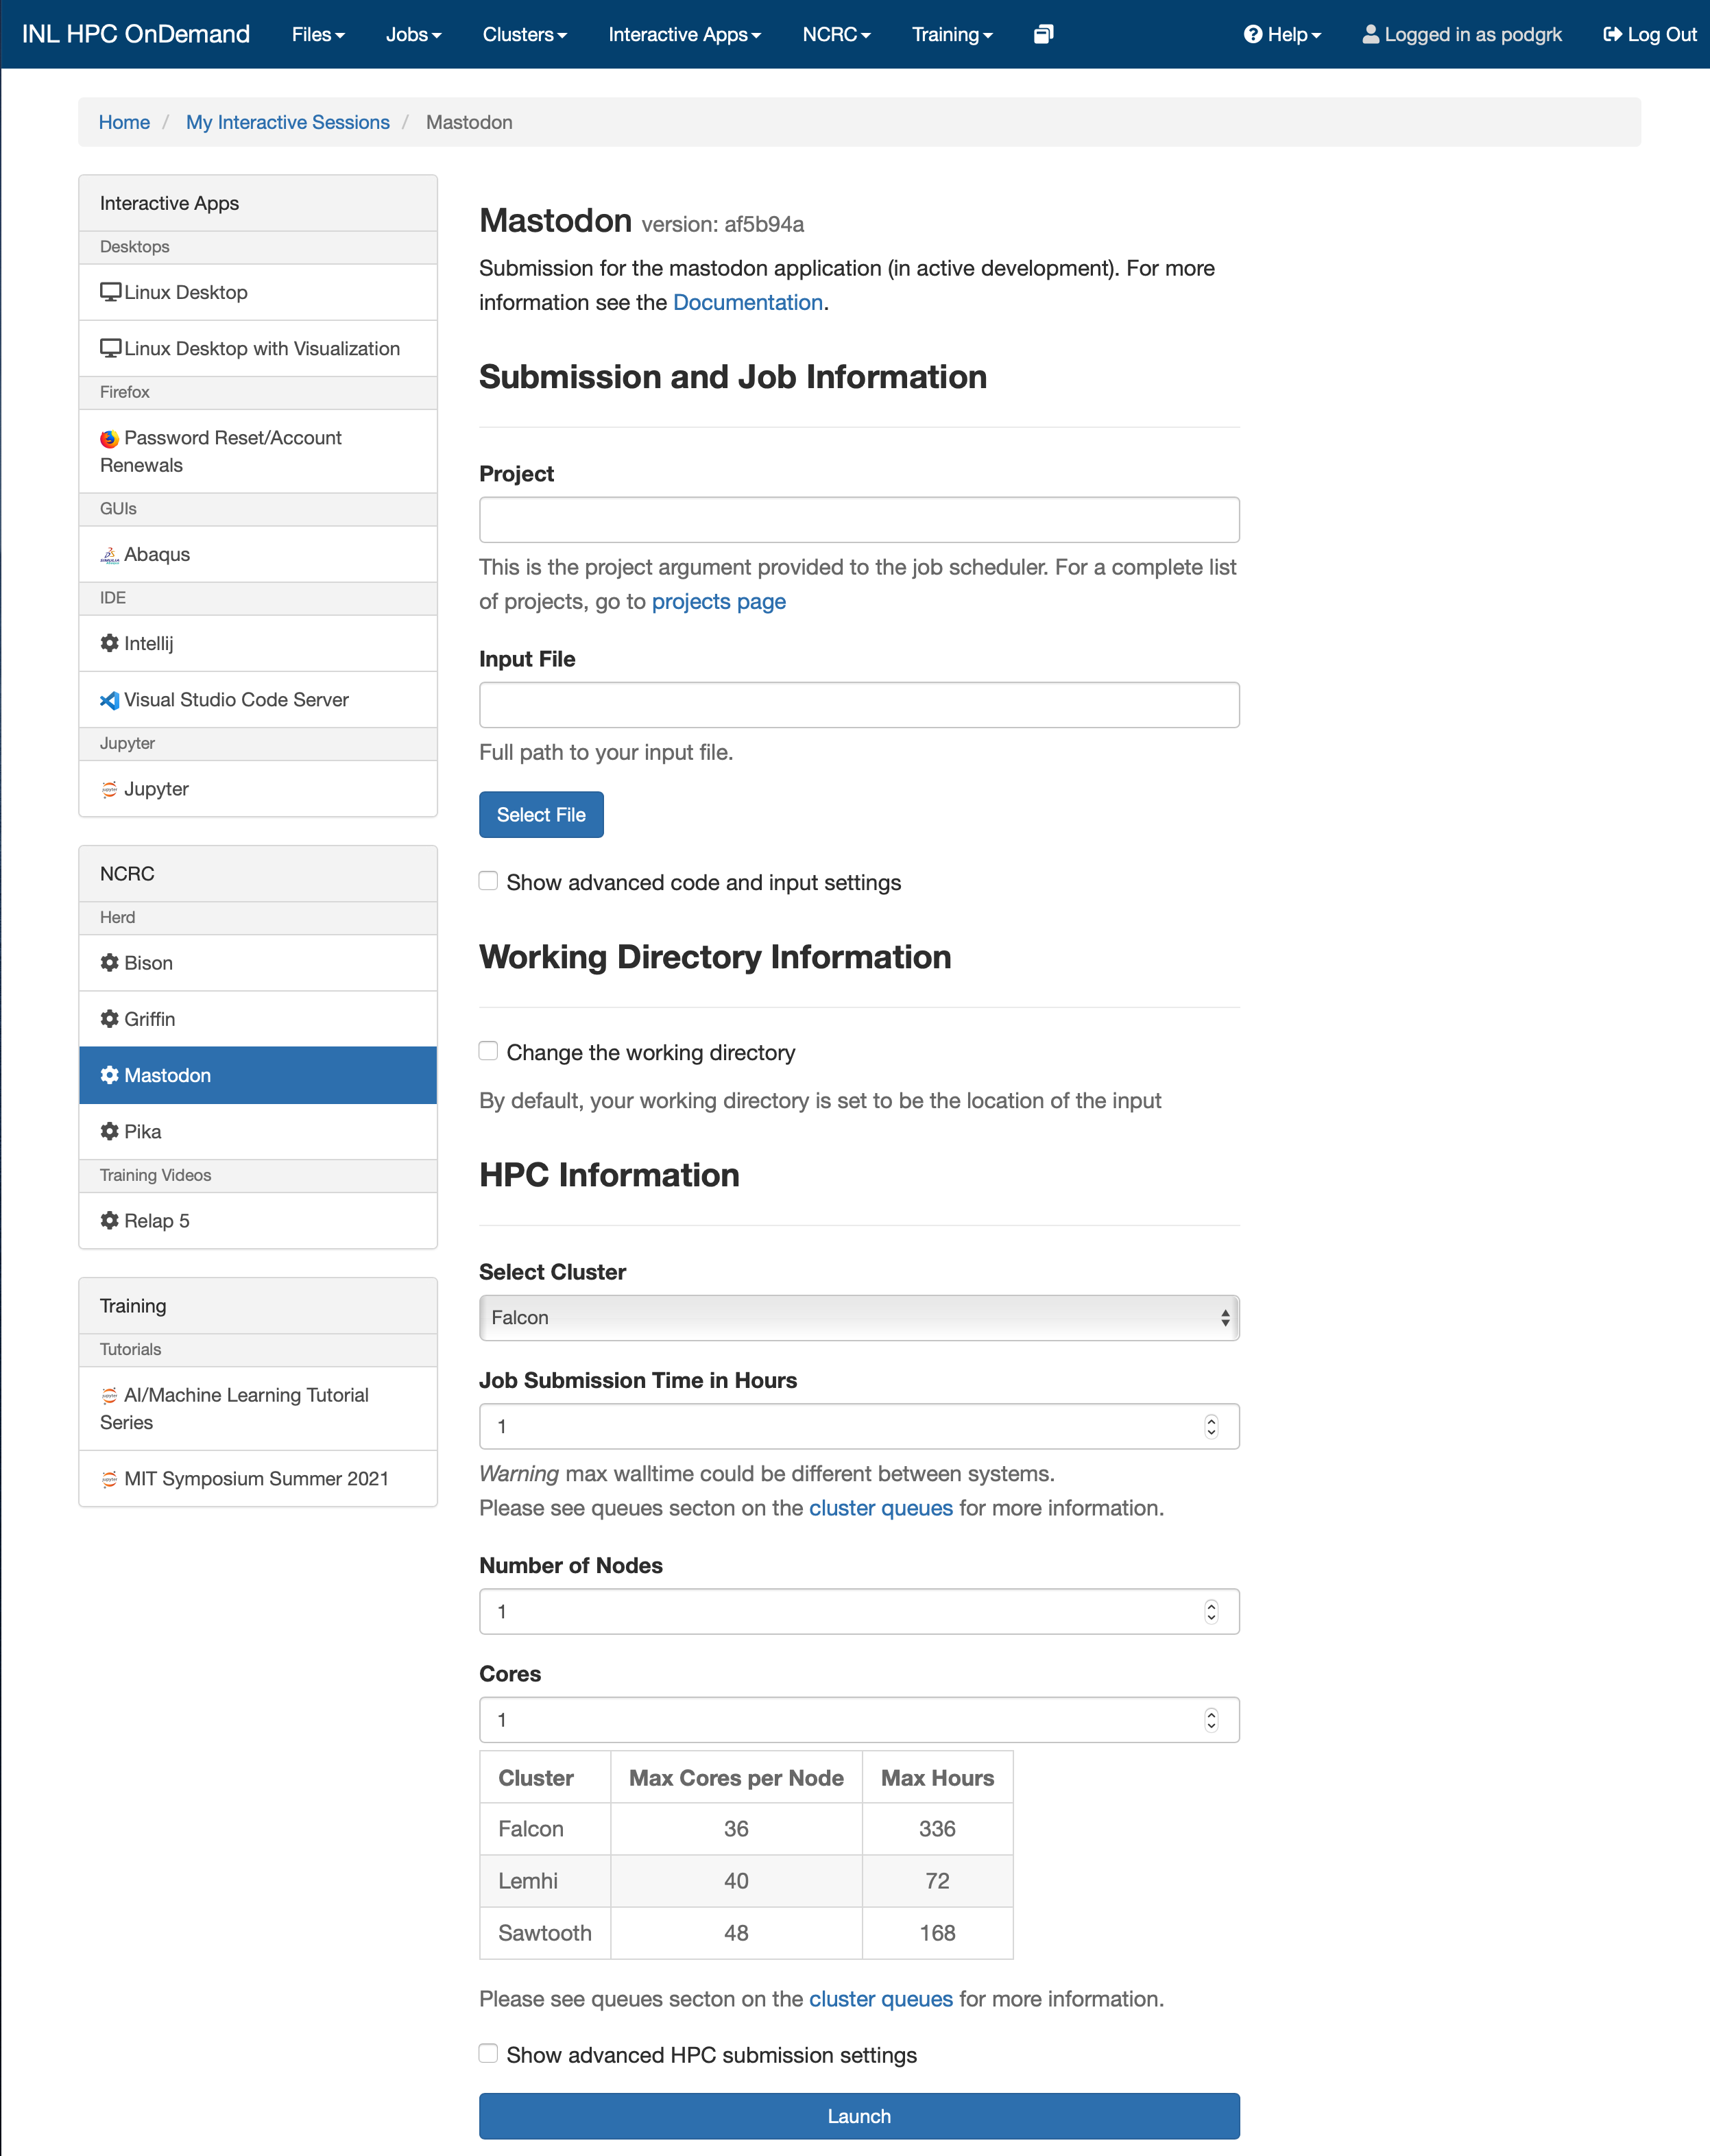 INL HPC OnDemand Files Jobs Clusters Interactive Apps NCRC Training Help Logged in as podgrk Log Out
Home / My Interactive Sessions / Mastodon
Interactive Apps
Desktops
Linux Desktop
Linux Desktop with Visualization
Firefox
Password Reset/Account
Renewals
GUIs
Abaqus
IDE
Intellij
Visual Studio Code Server
Jupyter
Jupyter
NCRC
Herd
Bison
Griffin
Mastodon
Pika
Training Videos
Relap 5
Training
Tutorials
AI/Machine Learning Tutorial
Series
MIT Symposium Summer 2021
Mastodon version: af5b94a
Submission for the mastodon application (in active development). For more
information see the Documentation.
Submission and Job Information
Project
This is the project argument provided to the job scheduler. For a complete list
of projects, go to projects page
Input File
Full path to your input file.
Select File
Show advanced code and input settings
Working Directory Information
Change the working directory
By default, your working directory is set to be the location of the input
HPC Information
Select Cluster
Falcon
Job Submission Time in Hours
1
Warning max walltime could be different between systems.
Please see queues secton on the cluster queues for more information.
Number of Nodes
1
Cores
1
Cluster Max Cores per Node Max Hours
Falcon 36 336
Lemhi 40 72
Sawtooth 48 168
Please see queues secton on the cluster queues for more information.
Show advanced HPC submission settings
Launch